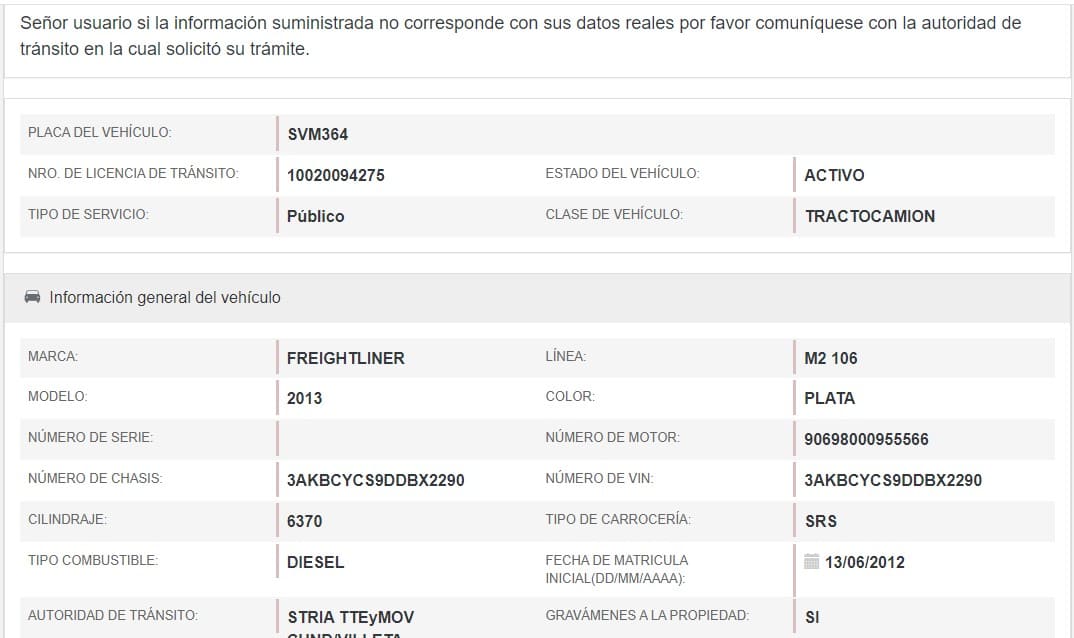 Señor usuario si la información suministrada no corresponde con sus datos reales por favor comuníquese con la autoridad de
tránsito en la cual solicitó su trámite.
PLACA DEL VEHÍCULO: SVM364
NRO. DE LICENCIA DE TRÁNSITO: 10020094275 ESTADO DEL VEHÍCULO: ACTIVO
TIPO DE SERVICIO: Público CLASE DE VEHÍCULO: TRACTOCAMION
Información general del vehículo
MARCA: FREIGHTLINER LÍNEA: M2 106
MODELO: 2013 COLOR: PLATA
NÚMERO DE SERIE: NÚMERO DE MOTOR: 90698000955566
NÚMERO DE CHASIS: 3AKBCYCS9DDBX2290 NÚMERO DE VIN: 3AKBCYCS9DDBX2290
CILINDRAJE: 6370 TIPO DE CARROCERÍA: SRS
TIPO COMBUSTIBLE: DIESEL FECHA DE MATRICULA 13/06/2012
INICIAL(DD/MM/AAAA):
AUTORIDAD DE TRÁNSITO: STRIA TTEyMOV GRAVÁMENES A LA PROPIEDAD: SI
CUND/VILLETA